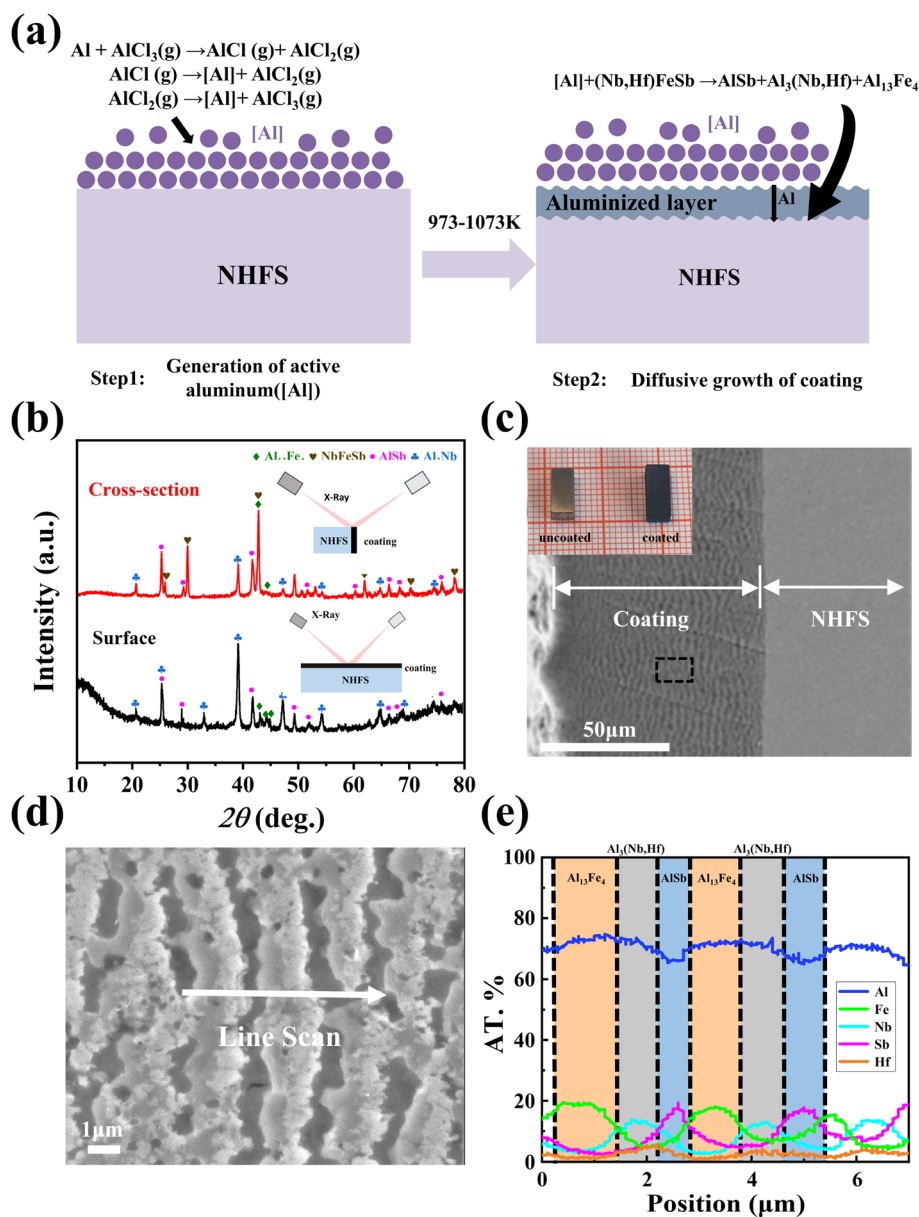 (a)
Al + AlCl₃(g) →AlCl (g)+ AlCl₂(g)
AlCl (g) →[Al]+ AlCl₂(g)
AlCl₂(g) →[Al]+ AlCl₃(g)
[Al]
NHFS
Step1:
Generation of active
aluminum([Al])
973-1073K
[Al]+(Nb,Hf)FeSb →AlSb+Al₃(Nb,Hf)+Al₁₃Fe₄
[Al]
Aluminized layer
Al
NHFS
Step2:
Diffusive growth of coating
(b)
NbFeSb
AlSb
Cross-section
X-Ray
NHFS
coating
Surface
X-Ray
coating
NHFS
Intensity (a.u.)
10 20 30 40 50 60 70 80
2θ (deg.)
(c)
uncoated
coated
Coating
NHFS
50μm
(d)
Line Scan
1μm
(e)
Al₃(Nb,Hf)
Al₃(Nb,Hf)
Al₁₃Fe₄
AlSb
Al₁₃Fe₄
AlSb
100
80
60
40
20
0
AT. %
Al
Fe
Nb
Sb
Hf
0 2 4 6
Position (μm)